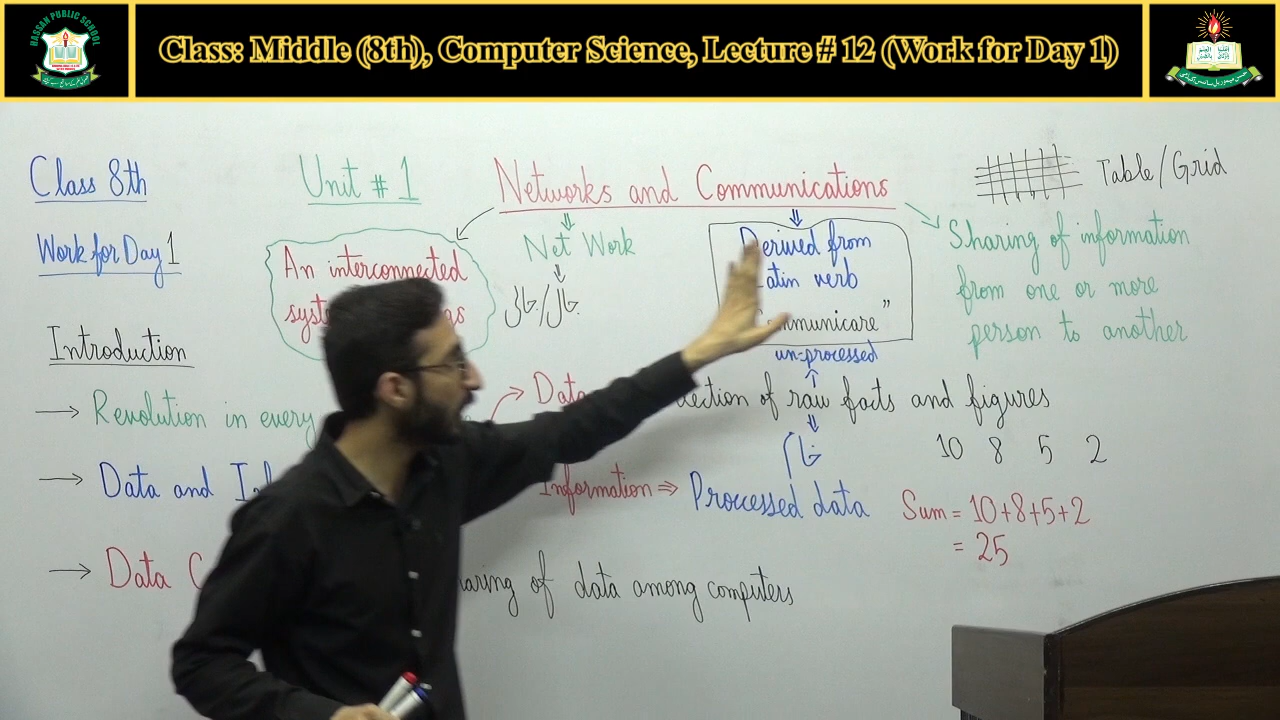 HASSAN PUBLIC SCHOOL
Class: Middle (8th), Computer Science, Lecture # 12 (Work for Day 1)
Class 8th
Unit # 1
Networks and Communications
Table/Grid
Work for Day 1
An interconnected
Net Work
جال/جالی
Derived from
Latin verb
"
Sharing of information
from one or more
person to another
Introduction
un-processed
→ Revolution in every
Data
of raw facts and figures
خام
10 8 5 2
→ Data and
Information ⇒ Processed data
Sum = 10+8+5+2
= 25
→ Data
of data among computers